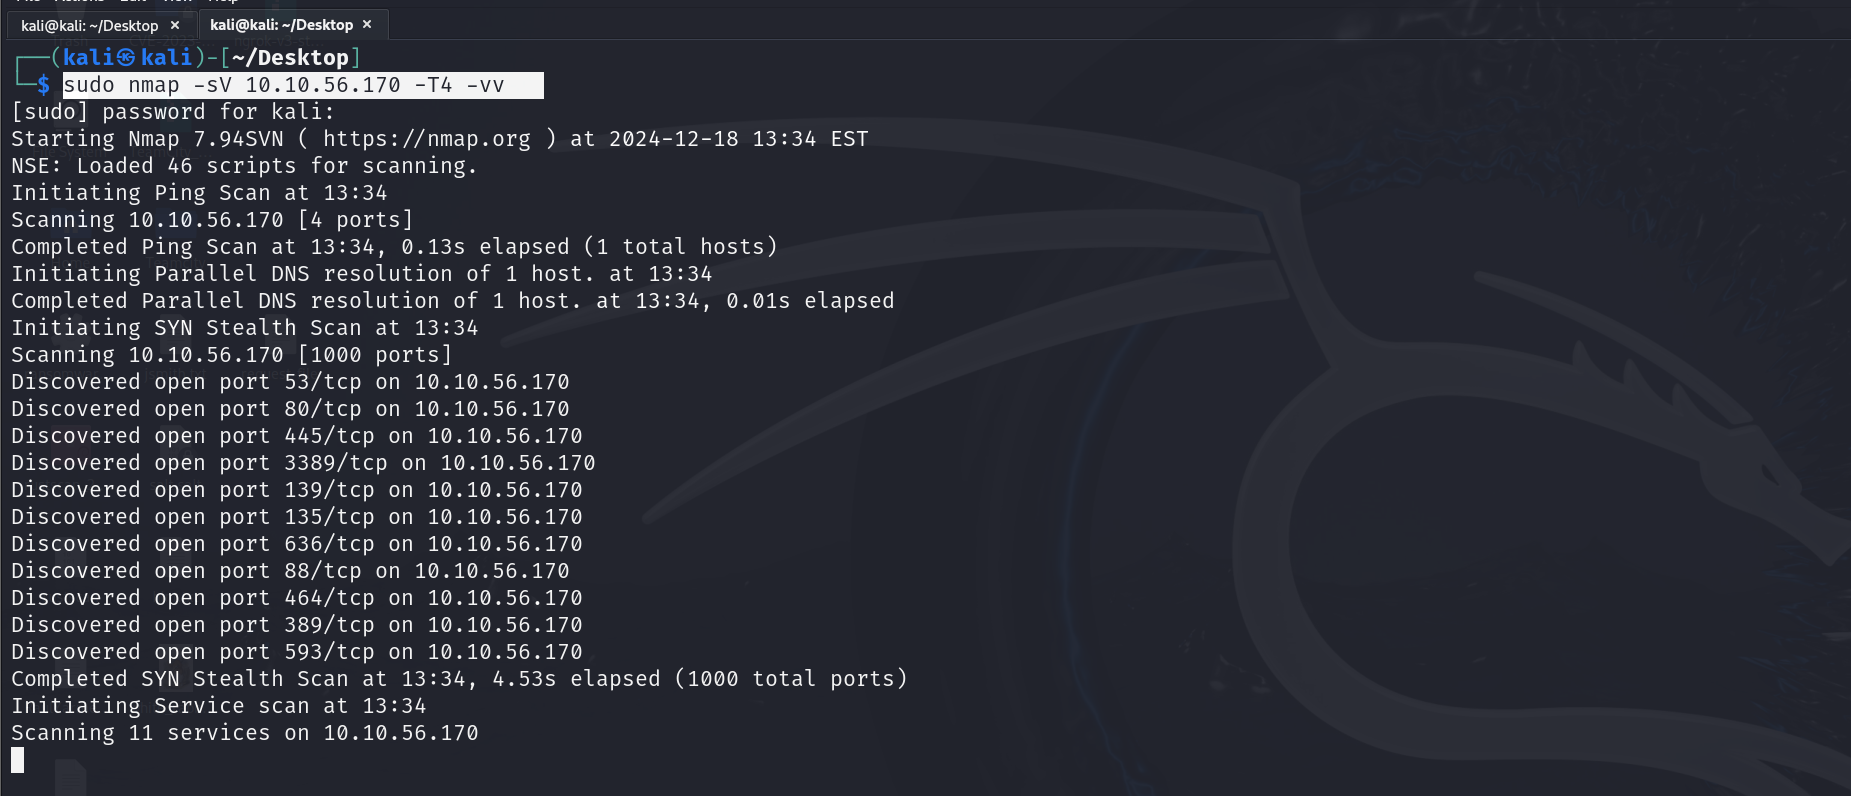 File Actions Edit View Help
kali@kali: ~/Desktop × kali@kali: ~/Desktop ×
┌──(kali㉿kali)-[~/Desktop]
└─$ sudo nmap -sV 10.10.56.170 -T4 -vv
[sudo] password for kali:
Starting Nmap 7.94SVN ( https://nmap.org ) at 2024-12-18 13:34 EST
NSE: Loaded 46 scripts for scanning.
Initiating Ping Scan at 13:34
Scanning 10.10.56.170 [4 ports]
Completed Ping Scan at 13:34, 0.13s elapsed (1 total hosts)
Initiating Parallel DNS resolution of 1 host. at 13:34
Completed Parallel DNS resolution of 1 host. at 13:34, 0.01s elapsed
Initiating SYN Stealth Scan at 13:34
Scanning 10.10.56.170 [1000 ports]
Discovered open port 53/tcp on 10.10.56.170
Discovered open port 80/tcp on 10.10.56.170
Discovered open port 445/tcp on 10.10.56.170
Discovered open port 3389/tcp on 10.10.56.170
Discovered open port 139/tcp on 10.10.56.170
Discovered open port 135/tcp on 10.10.56.170
Discovered open port 636/tcp on 10.10.56.170
Discovered open port 88/tcp on 10.10.56.170
Discovered open port 464/tcp on 10.10.56.170
Discovered open port 389/tcp on 10.10.56.170
Discovered open port 593/tcp on 10.10.56.170
Completed SYN Stealth Scan at 13:34, 4.53s elapsed (1000 total ports)
Initiating Service scan at 13:34
Scanning 11 services on 10.10.56.170